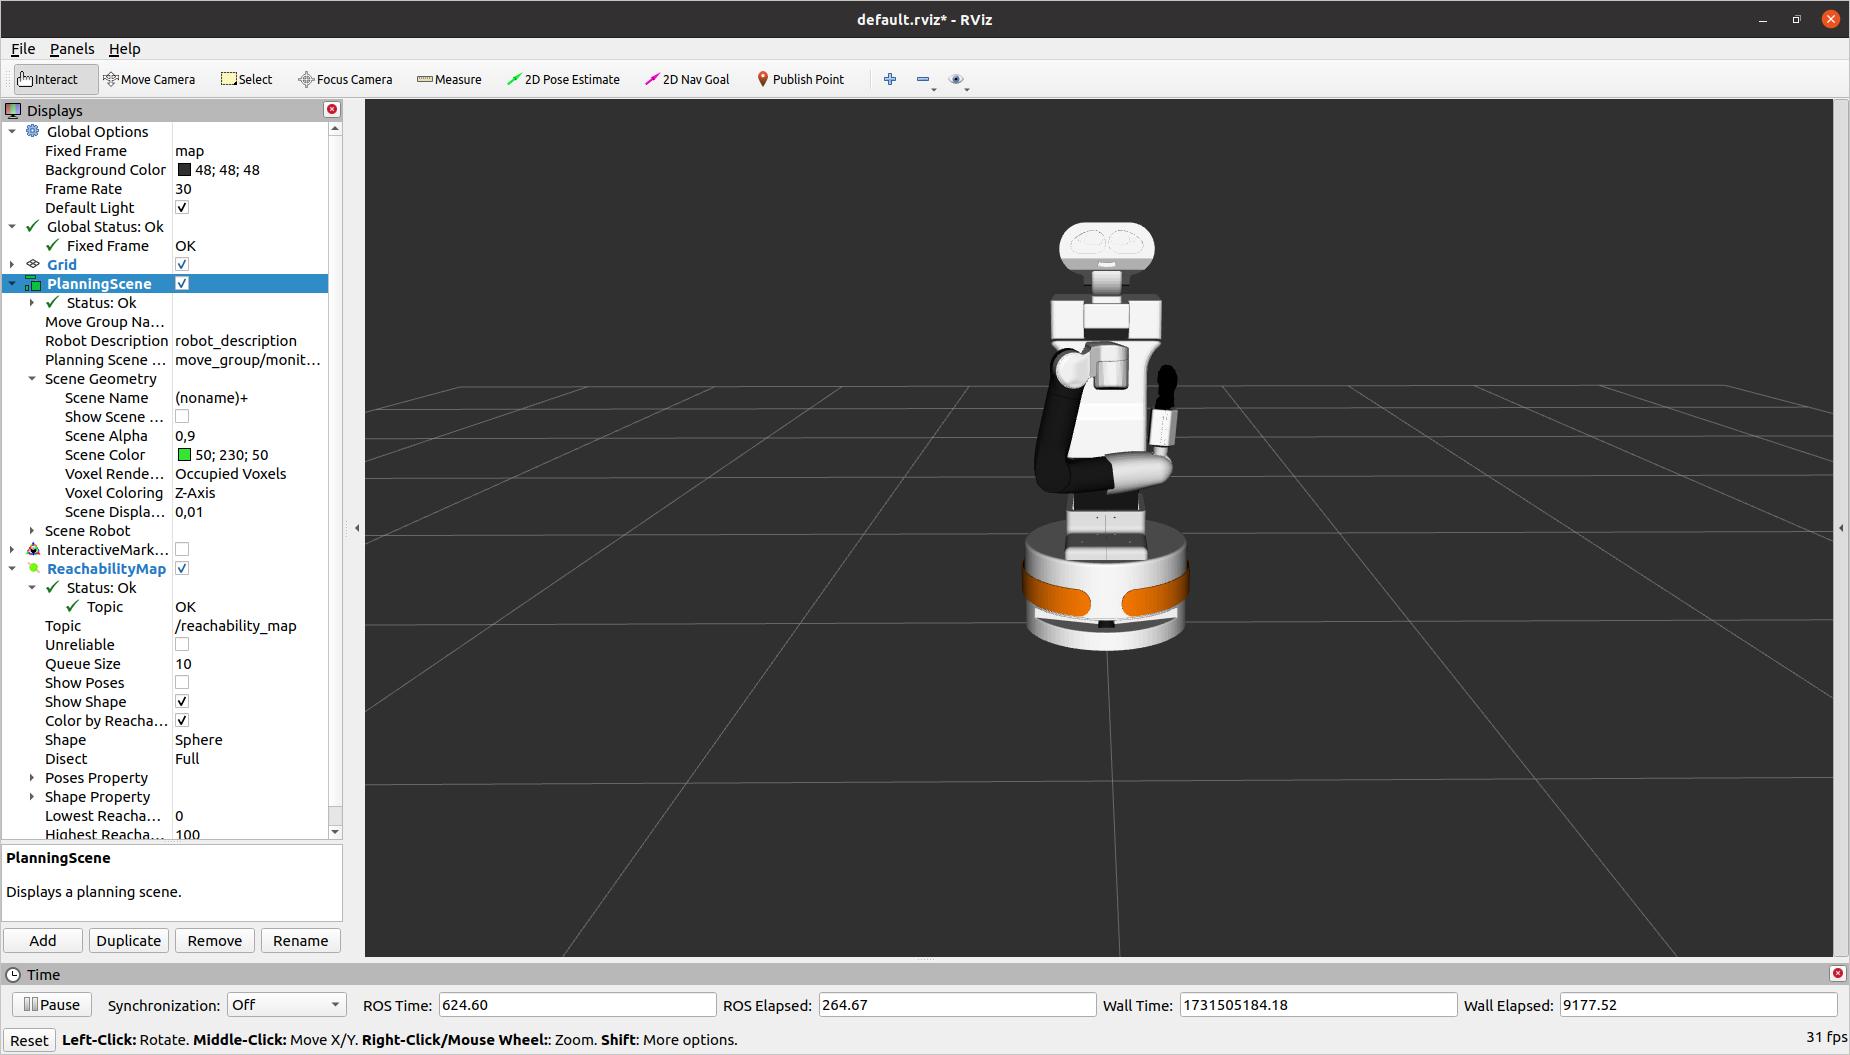 default.rviz* - RViz
File Panels Help
Interact Move Camera Select Focus Camera Measure 2D Pose Estimate 2D Nav Goal Publish Point
Displays
Global Options
Fixed Frame map
Background Color 48; 48; 48
Frame Rate 30
Default Light
Global Status: Ok
Fixed Frame OK
Grid
PlanningScene
Status: Ok
Move Group Na...
Robot Description robot_description
Planning Scene ... move_group/monit...
Scene Geometry
Scene Name (noname)+
Show Scene ...
Scene Alpha 0,9
Scene Color 50; 230; 50
Voxel Rende... Occupied Voxels
Voxel Coloring Z-Axis
Scene Displa... 0,01
Scene Robot
InteractiveMark...
ReachabilityMap
Status: Ok
Topic OK
Topic /reachability_map
Unreliable
Queue Size 10
Show Poses
Show Shape
Color by Reacha...
Shape Sphere
Disect Full
Poses Property
Shape Property
Lowest Reacha... 0
Highest Reacha... 100
PlanningScene
Displays a planning scene.
Add Duplicate Remove Rename
Time
Pause Synchronization: Off ROS Time: 624.60 ROS Elapsed: 264.67 Wall Time: 1731505184.18 Wall Elapsed: 9177.52
Reset Left-Click: Rotate. Middle-Click: Move X/Y. Right-Click/Mouse Wheel:: Zoom. Shift: More options. 31 fps